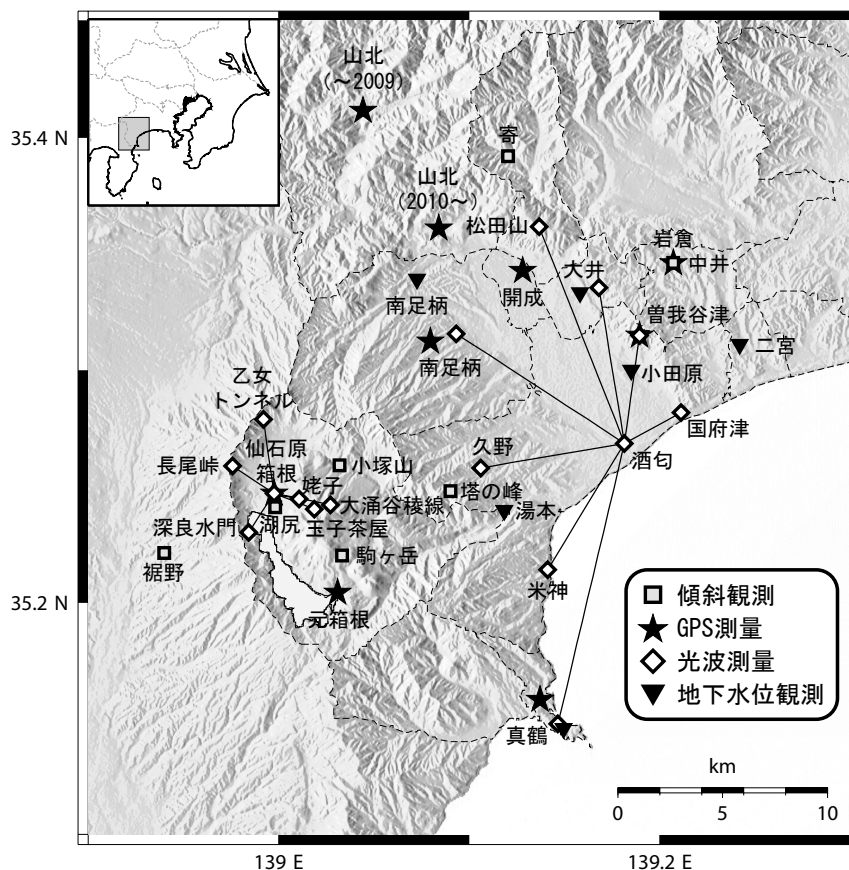 山北
(～2009)
35.4 N
寄
山北
(2010～)
松田山
岩倉
中井
大井
南足柄
開成
曽我谷津
南足柄
小田原
二宮
乙女
トンネル
国府津
仙石原
長尾峠
箱根
小塚山
久野
酒匂
姥子
塔の峰
大涌谷稜線
湯本
深良水門
湖尻
玉子茶屋
駒ヶ岳
裾野
米神
35.2 N
元箱根
傾斜観測
GPS測量
光波測量
地下水位観測
真鶴
km
0 5 10
139 E
139.2 E